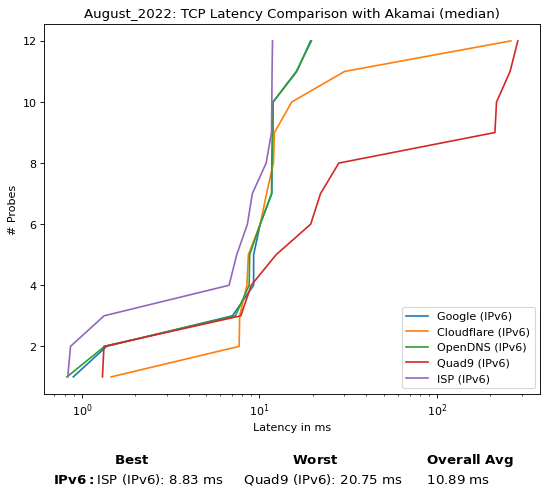 August_2022: TCP Latency Comparison with Akamai (median)
12
10
8
6
4
2
# Probes
Google (IPv6)
Cloudflare (IPv6)
OpenDNS (IPv6)
Quad9 (IPv6)
ISP (IPv6)
10⁰ 10¹ 10²
Latency in ms
Best Worst Overall Avg
IPv6: ISP (IPv6): 8.83 ms Quad9 (IPv6): 20.75 ms 10.89 ms